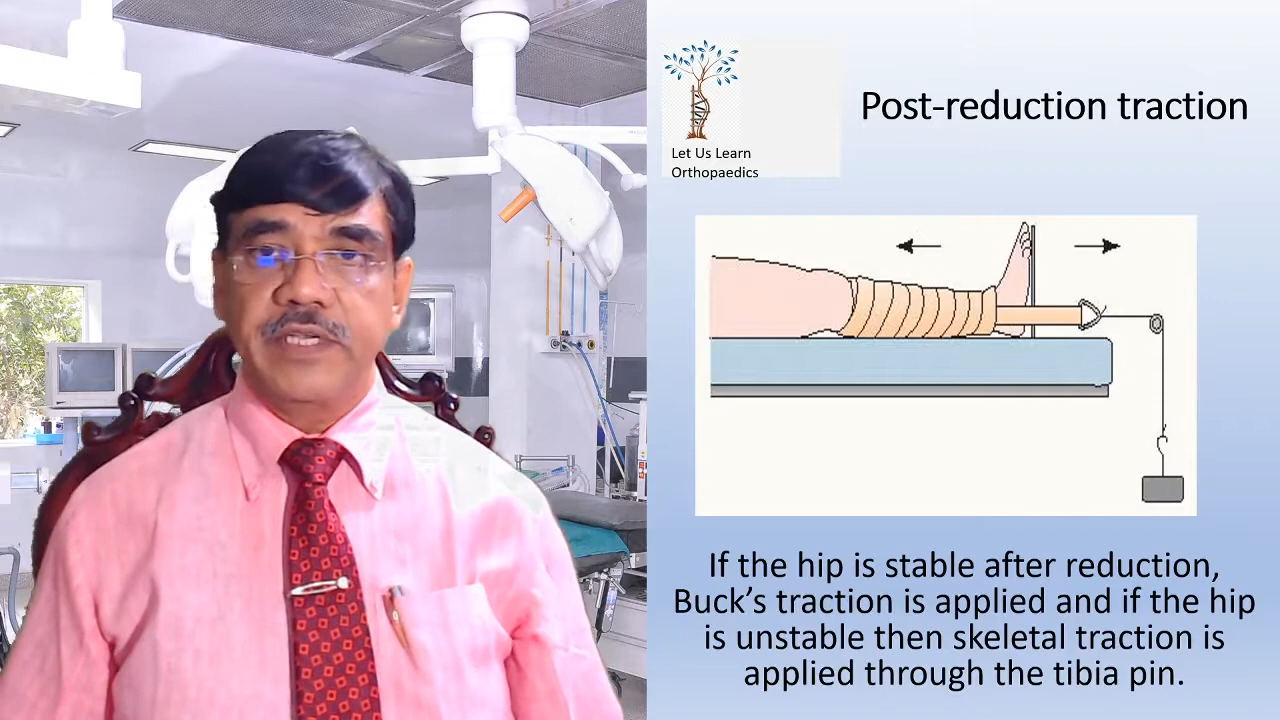 Let Us Learn
Orthopaedics
Post-reduction traction
If the hip is stable after reduction,
Buck’s traction is applied and if the hip
is unstable then skeletal traction is
applied through the tibia pin.